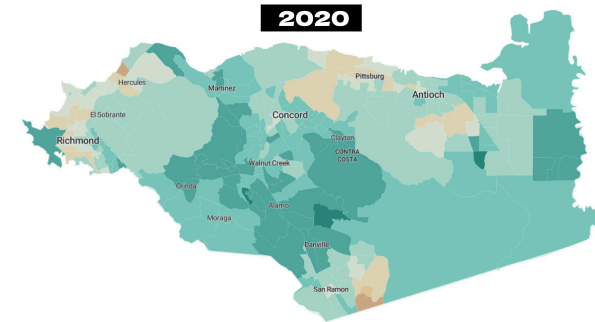 2020
Hercules
Martinez
Pittsburg
Antioch
El Sobrante
Concord
Richmond
Clayton
CONTRA
COSTA
Walnut Creek
Orinda
Alamo
Moraga
Danville
San Ramon